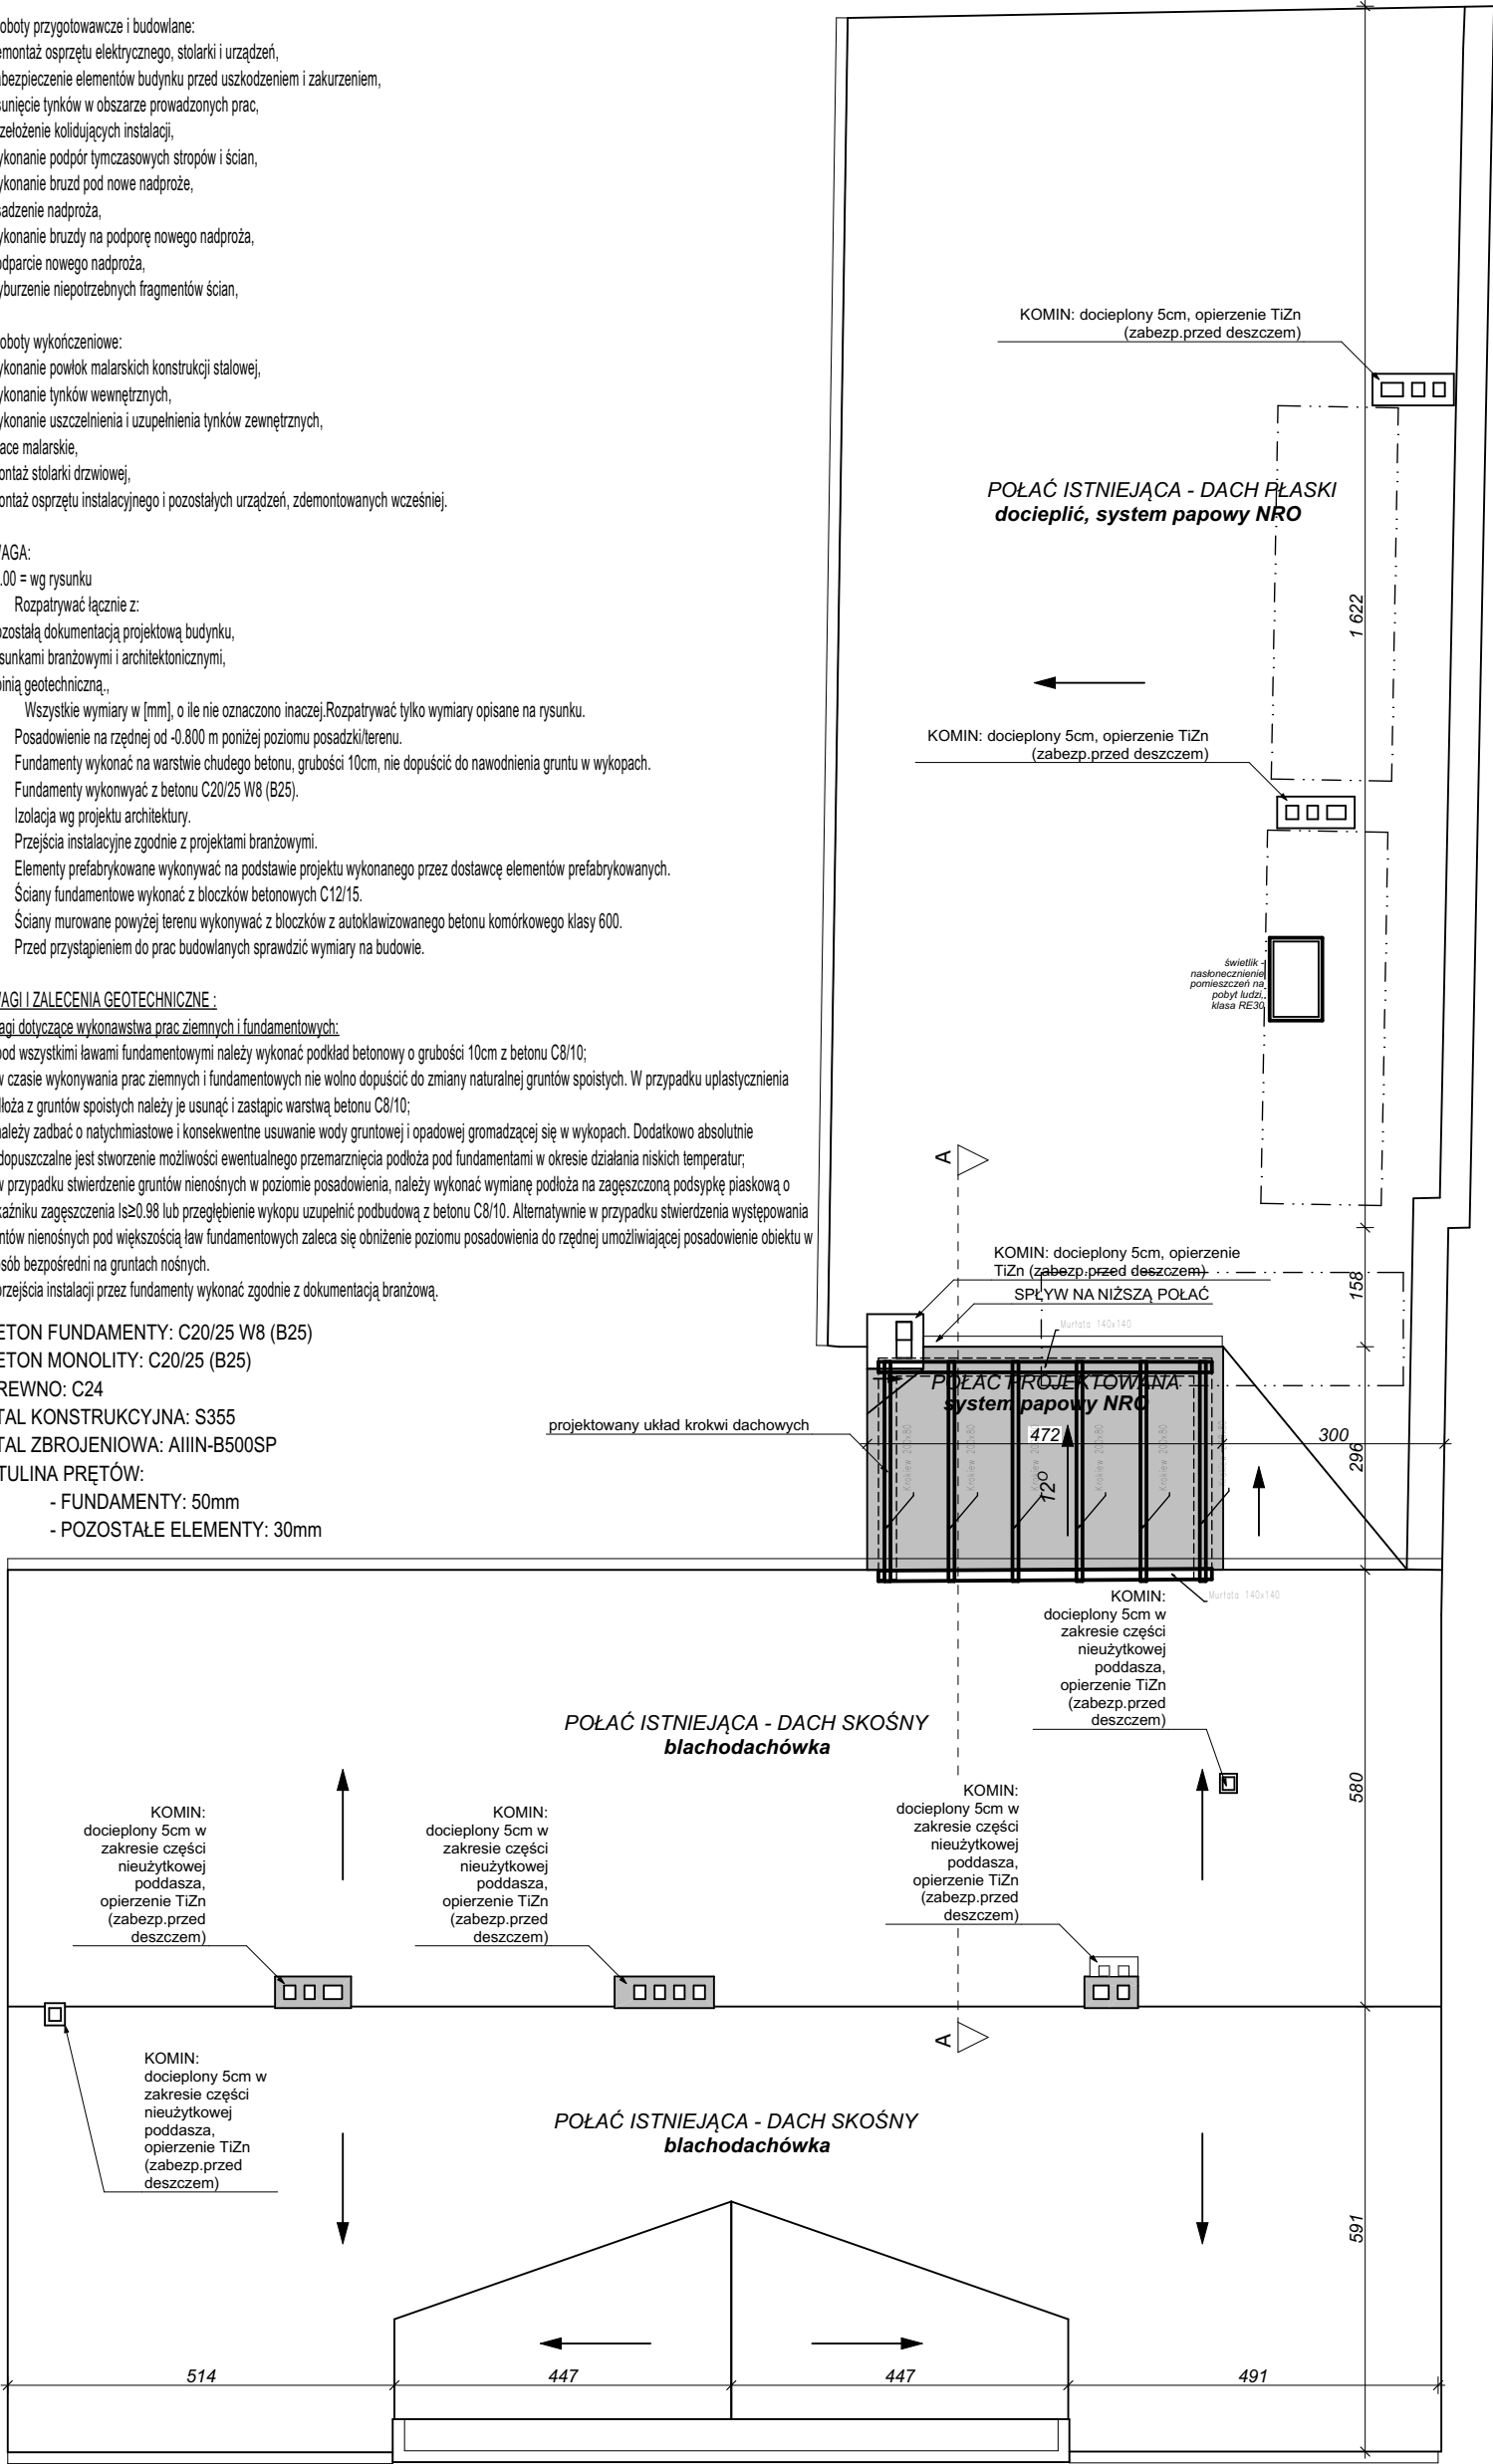 oboty przygotowawcze i budowlane:
emontaż osprzętu elektrycznego, stolarki i urządzeń,
abezpieczenie elementów budynku przed uszkodzeniem i zakurzeniem,
sunięcie tynków w obszarze prowadzonych prac,
zełożenie kolidujących instalacji,
ykonanie podpór tymczasowych stropów i ścian,
ykonanie bruzd pod nowe nadproże,
sadzenie nadproża,
ykonanie bruzdy na podporę nowego nadproża,
odparcie nowego nadproża,
yburzenie niepotrzebnych fragmentów ścian,
oboty wykończeniowe:
ykonanie powłok malarskich konstrukcji stalowej,
ykonanie tynków wewnętrznych,
ykonanie uszczelnienia i uzupełnienia tynków zewnętrznych,
ace malarskie,
ontaż stolarki drzwiowej,
ontaż osprzętu instalacyjnego i pozostałych urządzeń, zdemontowanych wcześniej.
WAGA:
.00 = wg rysunku
Rozpatrywać łącznie z:
ozostałą dokumentacją projektową budynku,
sunkami branżowymi i architektonicznymi,
pinią geotechniczną.,
Wszystkie wymiary w [mm], o ile nie oznaczono inaczej.Rozpatrywać tylko wymiary opisane na rysunku.
Posadowienie na rzędnej od -0.800 m poniżej poziomu posadzki/terenu.
Fundamenty wykonać na warstwie chudego betonu, grubości 10cm, nie dopuścić do nawodnienia gruntu w wykopach.
Fundamenty wykonwyać z betonu C20/25 W8 (B25).
Izolacja wg projektu architektury.
Przejścia instalacyjne zgodnie z projektami branżowymi.
Elementy prefabrykowane wykonywać na podstawie projektu wykonanego przez dostawcę elementów prefabrykowanych.
Ściany fundamentowe wykonać z bloczków betonowych C12/15.
Ściany murowane powyżej terenu wykonywać z bloczków z autoklawizowanego betonu komórkowego klasy 600.
Przed przystąpieniem do prac budowlanych sprawdzić wymiary na budowie.
WAGI I ZALECENIA GEOTECHNICZNE :
agi dotyczące wykonawstwa prac ziemnych i fundamentowych:
pod wszystkimi ławami fundamentowymi należy wykonać podkład betonowy o grubości 10cm z betonu C8/10;
w czasie wykonywania prac ziemnych i fundamentowych nie wolno dopuścić do zmiany naturalnej gruntów spoistych. W przypadku uplastycznienia
łoża z gruntów spoistych należy je usunąć i zastąpic warstwą betonu C8/10;
należy zadbać o natychmiastowe i konsekwentne usuwanie wody gruntowej i opadowej gromadzącej się w wykopach. Dodatkowo absolutnie
dopuszczalne jest stworzenie możliwości ewentualnego przemarznięcia podłoża pod fundamentami w okresie działania niskich temperatur;
w przypadku stwierdzenie gruntów nienośnych w poziomie posadowienia, należy wykonać wymianę podłoża na zagęszczoną podsypkę piaskową o
kaźniku zagęszczenia Is≥0.98 lub przegłębienie wykopu uzupełnić podbudową z betonu C8/10. Alternatywnie w przypadku stwierdzenia występowania
ntów nienośnych pod większością ław fundamentowych zaleca się obniżenie poziomu posadowienia do rzędnej umożliwiającej posadowienie obiektu w
osób bezpośredni na gruntach nośnych.
przejścia instalacji przez fundamenty wykonać zgodnie z dokumentacją branżową.
ETON FUNDAMENTY: C20/25 W8 (B25)
ETON MONOLITY: C20/25 (B25)
REWNO: C24
TAL KONSTRUKCYJNA: S355
TAL ZBROJENIOWA: AIIIN-B500SP
TULINA PRĘTÓW:
- FUNDAMENTY: 50mm
- POZOSTAŁE ELEMENTY: 30mm
KOMIN: docieplony 5cm, opierzenie TiZn
(zabezp.przed deszczem)
POŁAĆ ISTNIEJĄCA - DACH PŁASKI
docieplić, system papowy NRO
1 622
KOMIN: docieplony 5cm, opierzenie TiZn
(zabezp.przed deszczem)
świetlik -
nasłonecznienie
pomieszczeń na
pobyt ludzi,
klasa RE30
A
KOMIN: docieplony 5cm, opierzenie
TiZn (zabezp.przed deszczem)
SPŁYW NA NIŻSZĄ POŁAĆ
158
Murłata 140x140
POŁAĆ PROJEKTOWANA
system papowy NRO
projektowany układ krokwi dachowych
472
300
296
Krokiew 200x80
Krokiew 200x80
Krokiew 200x80
Krokiew 200x80
Krokiew 200x80
12O
Murłata 140x140
KOMIN:
docieplony 5cm w
zakresie części
nieużytkowej
poddasza,
opierzenie TiZn
(zabezp.przed
deszczem)
POŁAĆ ISTNIEJĄCA - DACH SKOŚNY
blachodachówka
580
KOMIN:
docieplony 5cm w
zakresie części
nieużytkowej
poddasza,
opierzenie TiZn
(zabezp.przed
deszczem)
KOMIN:
docieplony 5cm w
zakresie części
nieużytkowej
poddasza,
opierzenie TiZn
(zabezp.przed
deszczem)
KOMIN:
docieplony 5cm w
zakresie części
nieużytkowej
poddasza,
opierzenie TiZn
(zabezp.przed
deszczem)
A
KOMIN:
docieplony 5cm w
zakresie części
nieużytkowej
poddasza,
opierzenie TiZn
(zabezp.przed
deszczem)
POŁAĆ ISTNIEJĄCA - DACH SKOŚNY
blachodachówka
591
514
447
447
491